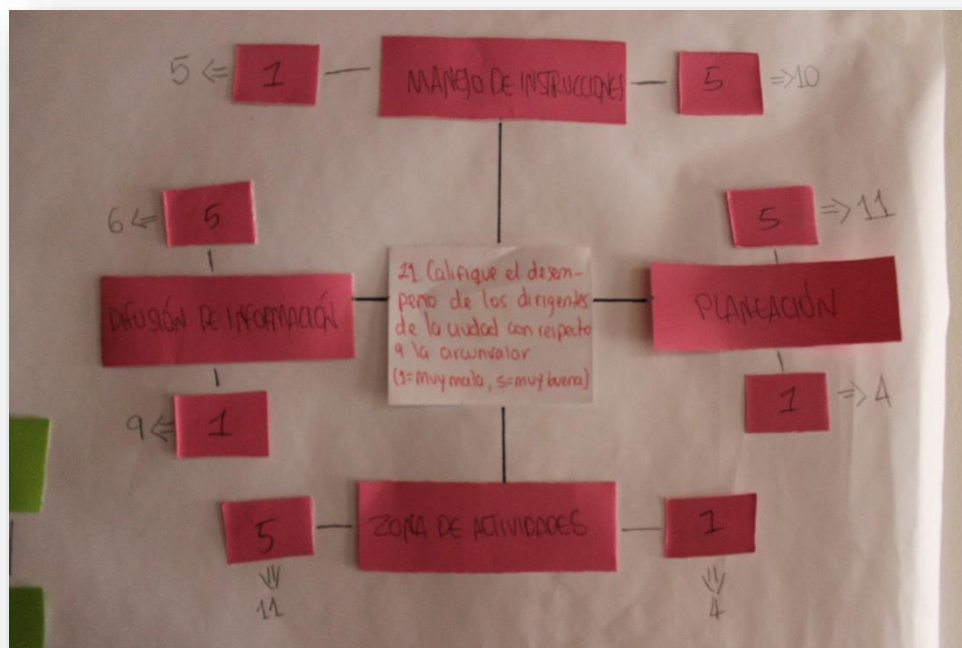 5 ⇐ 1
MANEJO DE INSTRUCCIONES
5 ⇒10
6 ⇐ 5
5 ⇒ 11
DIFUSIÓN DE INFORMACIÓN
21. Califique el desem-
peño de los dirigentes
de la ciudad con respecto
a la circunvalar
(1=muy malo, 5=muy buena)
PLANEACIÓN
9 ⇐ 1
1 ⇒ 4
5
ZONA DE ACTIVIDADES
1
⇓
11
⇓
4